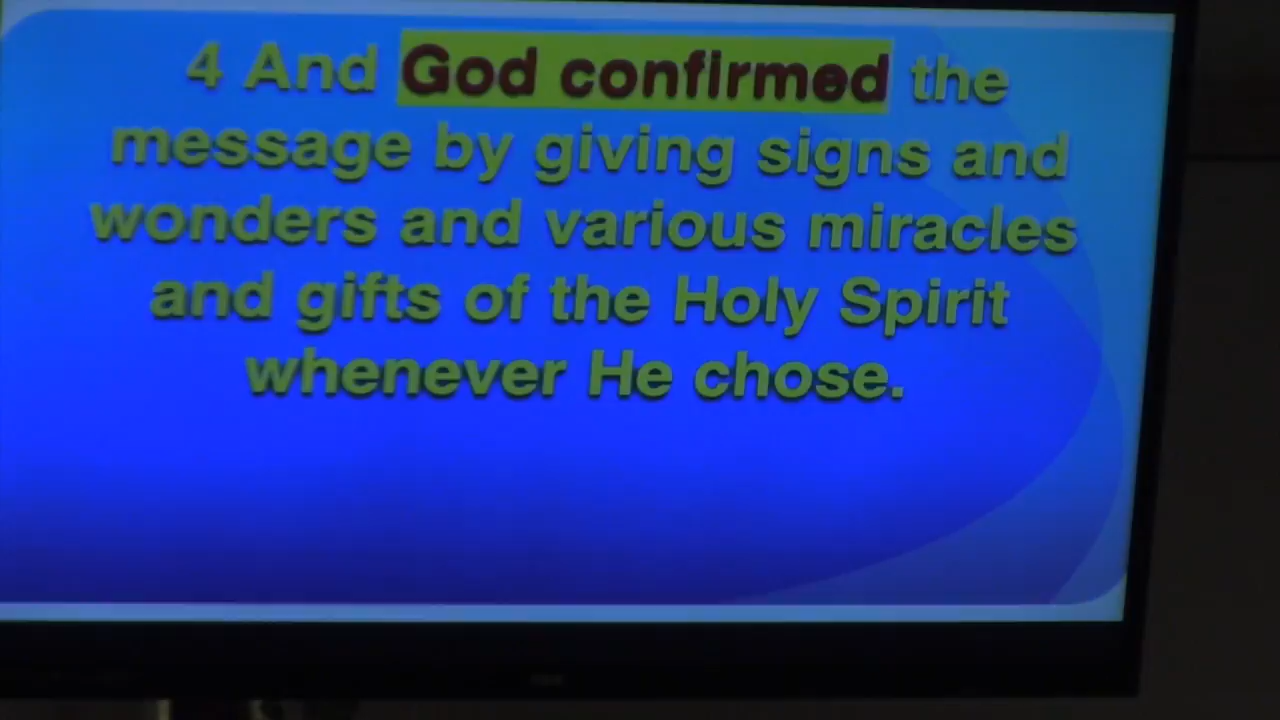 4 And God confirmed the
message by giving signs and
wonders and various miracles
and gifts of the Holy Spirit
whenever He chose.